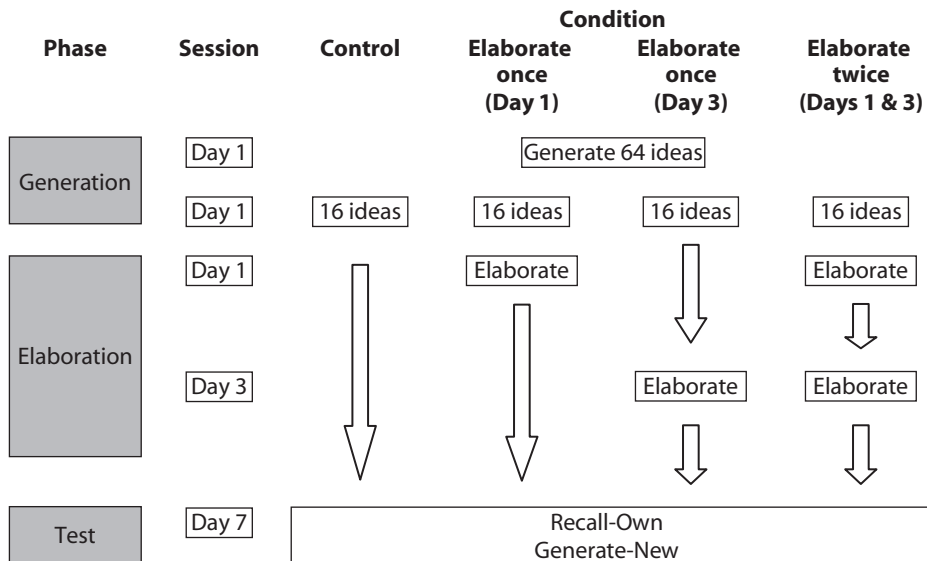 Condition
Phase Session Control Elaborate once (Day 1) Elaborate once (Day 3) Elaborate twice (Days 1 & 3)
Day 1 Generate 64 ideas
Generation
Day 1 16 ideas 16 ideas 16 ideas 16 ideas
Day 1 Elaborate Elaborate
Elaboration
Day 3 Elaborate Elaborate
Test Day 7 Recall-Own
Generate-New